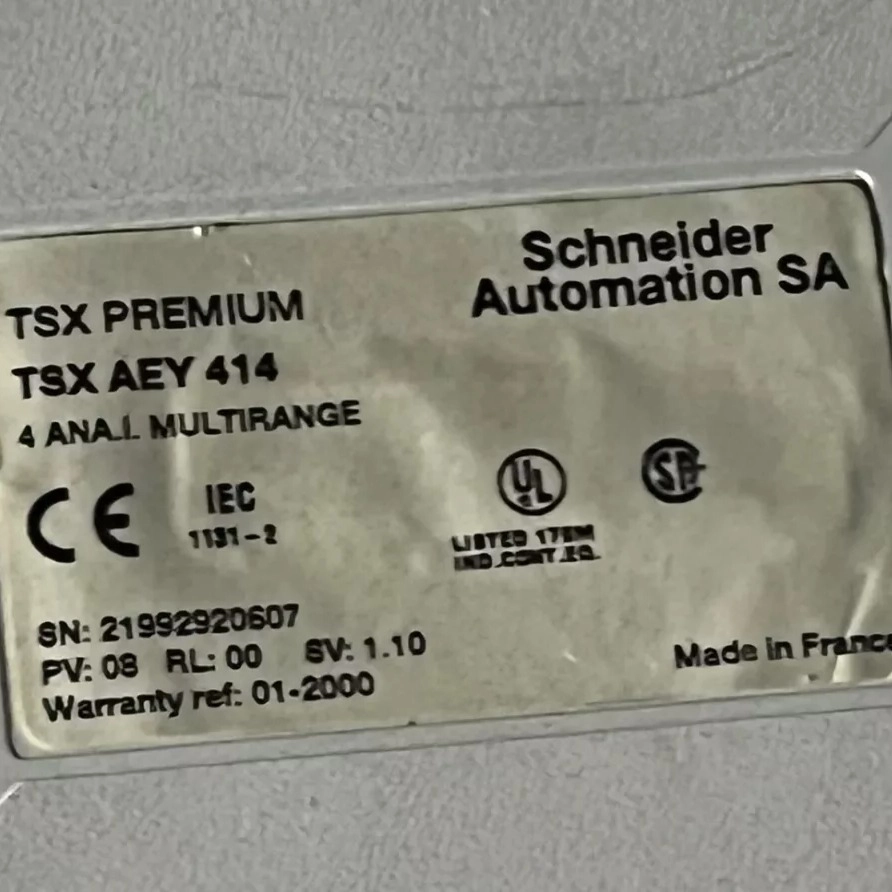 Schneider
Automation SA
TSX PREMIUM
TSX AEY 414
4 ANA.I. MULTIRANGE
CE
IEC
1131-2
UL
LISTED
IND.CONT.EQ.
SN: 21992920607
PV: 08 RL: 00 SV: 1.10
Warranty ref: 01-2000
Made in France